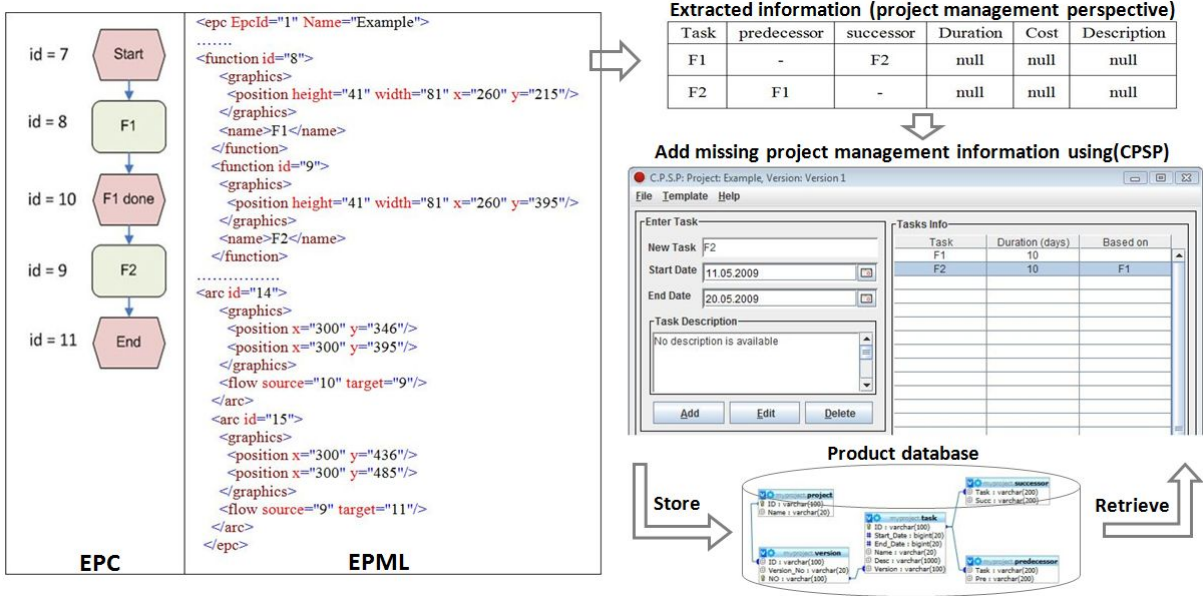 id = 7
Start
id = 8
F1
id = 10
F1 done
id = 9
F2
id = 11
End
EPC
<epc EpcId="1" Name="Example">
.......
<function id="8">
<graphics>
<position height="41" width="81" x="260" y="215"/>
</graphics>
<name>F1</name>
</function>
<function id="9">
<graphics>
<position height="41" width="81" x="260" y="395"/>
</graphics>
<name>F2</name>
</function>
................
<arc id="14">
<graphics>
<position x="300" y="346"/>
<position x="300" y="395"/>
</graphics>
<flow source="10" target="9"/>
</arc>
<arc id="15">
<graphics>
<position x="300" y="436"/>
<position x="300" y="485"/>
</graphics>
<flow source="9" target="11"/>
</arc>
</epc>
EPML
Extracted information (project management perspective)
Task predecessor successor Duration Cost Description
F1 - F2 null null null
F2 F1 - null null null
Add missing project management information using(CPSP)
C.P.S.P: Project: Example, Version: Version 1
File Template Help
Enter Task
New Task F2
Start Date 11.05.2009
End Date 20.05.2009
Task Description
No description is available
Add Edit Delete
Tasks Info
Task Duration (days) Based on
F1 10
F2 10 F1
Product database
Store
Retrieve
myproject.project
ID : varchar(100)
Name : varchar(20)
myproject.version
ID : varchar(100)
Version_No : varchar(20)
NO : varchar(100)
myproject.task
ID : varchar(100)
Start_Date : bigint(20)
End_Date : bigint(20)
Name : varchar(20)
Desc : varchar(1000)
Version : varchar(100)
myproject.successor
Task : varchar(200)
Succ : varchar(200)
myproject.predecessor
Task : varchar(200)
Pre : varchar(200)